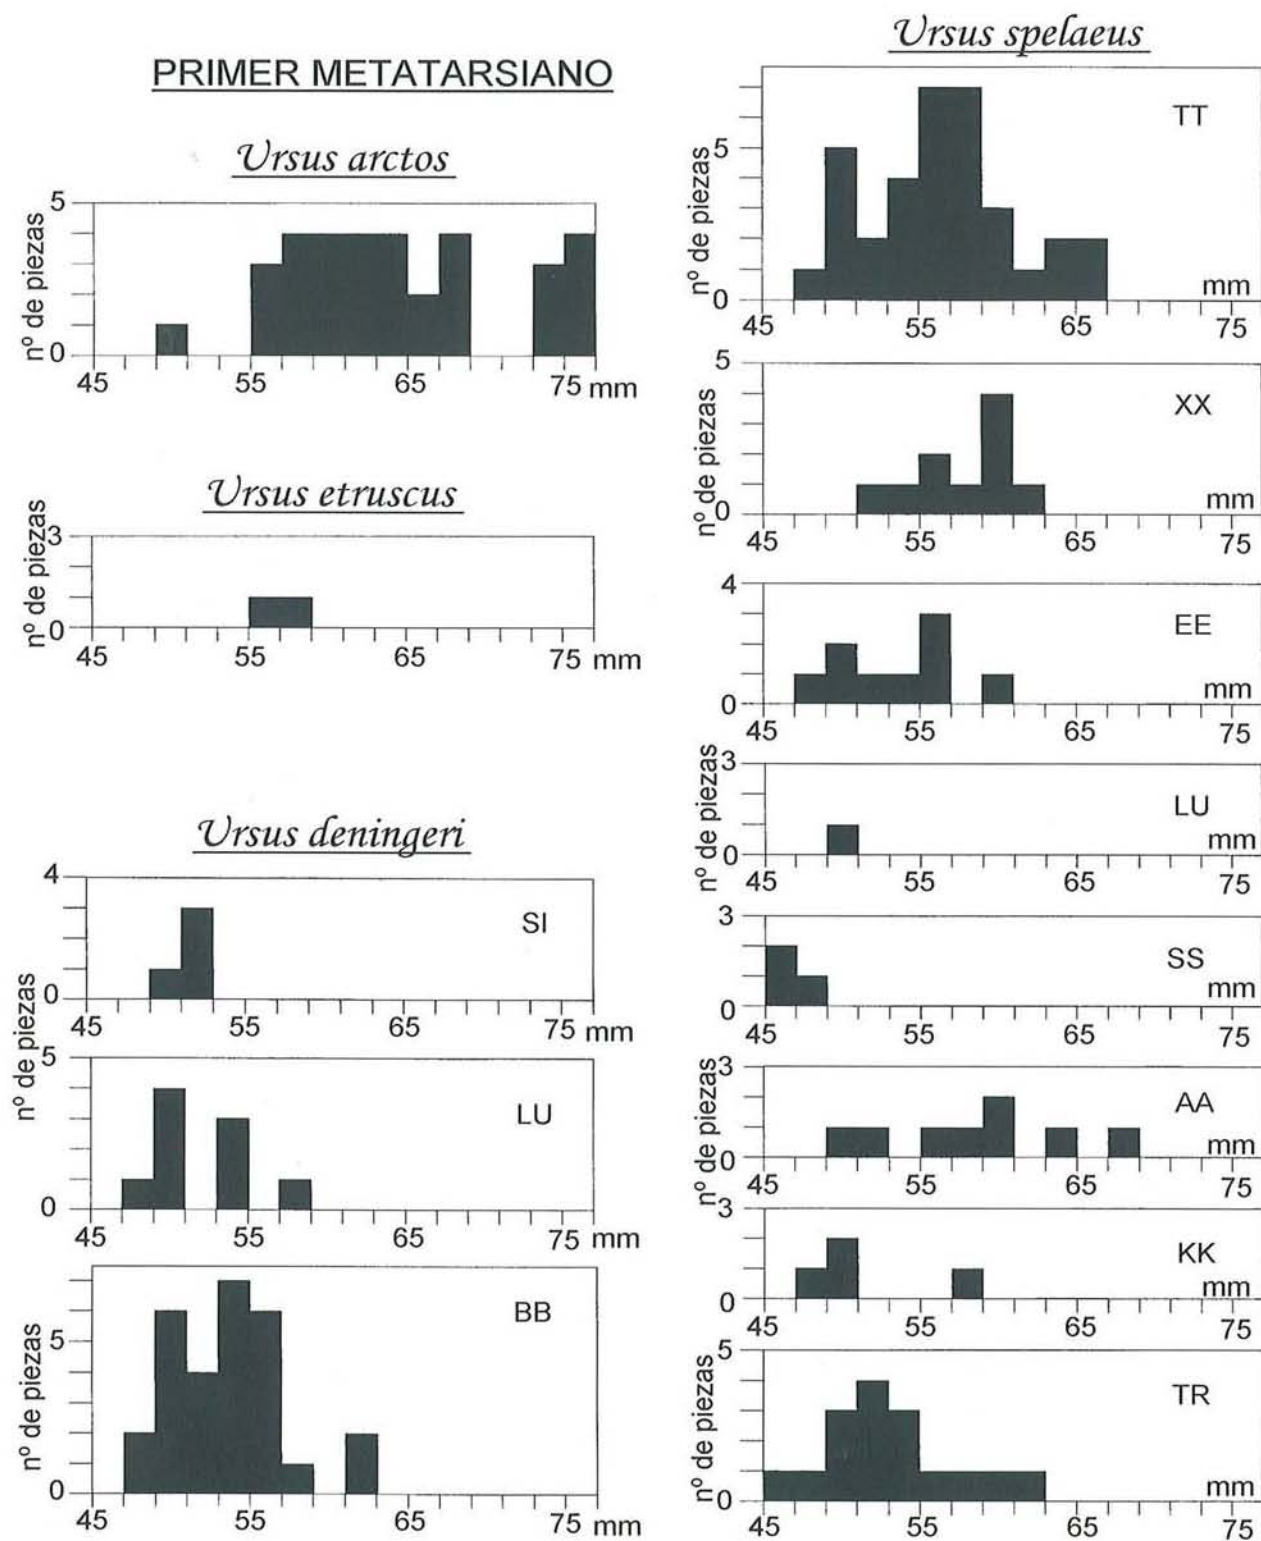 PRIMER METATARSIANO
Ursus arctos
nº de piezas
5
0
45 55 65 75 mm
Ursus etruscus
nº de piezas
3
0
45 55 65 75 mm
Ursus deningeri
nº de piezas
4
SI
0
45 55 65 75 mm
5
LU
0
45 55 65 75 mm
nº de piezas
5
BB
0
45 55 65 75 mm
Ursus spelaeus
nº de piezas
TT
5
mm
0
45 55 65 75
nº de piezas
5
XX
mm
0
45 55 65 75
4
EE
mm
0
45 55 65 75
nº de piezas
3
LU
mm
0
45 55 65 75
3
SS
mm
0
45 55 65 75
nº de piezas
3
AA
mm
0
45 55 65 75
3
KK
mm
0
45 55 65 75
nº de piezas
5
TR
mm
0
45 55 65 75